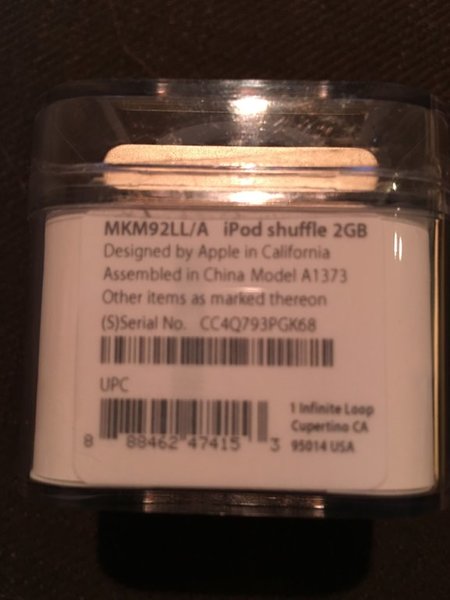 MKM92LL/A iPod shuffle 2GB
Designed by Apple in California
Assembled in China Model A1373
Other items as marked thereon
(S)Serial No. CC4Q793PGK68
UPC
8 88462 47415 3
1 Infinite Loop
Cupertino CA
95014 USA